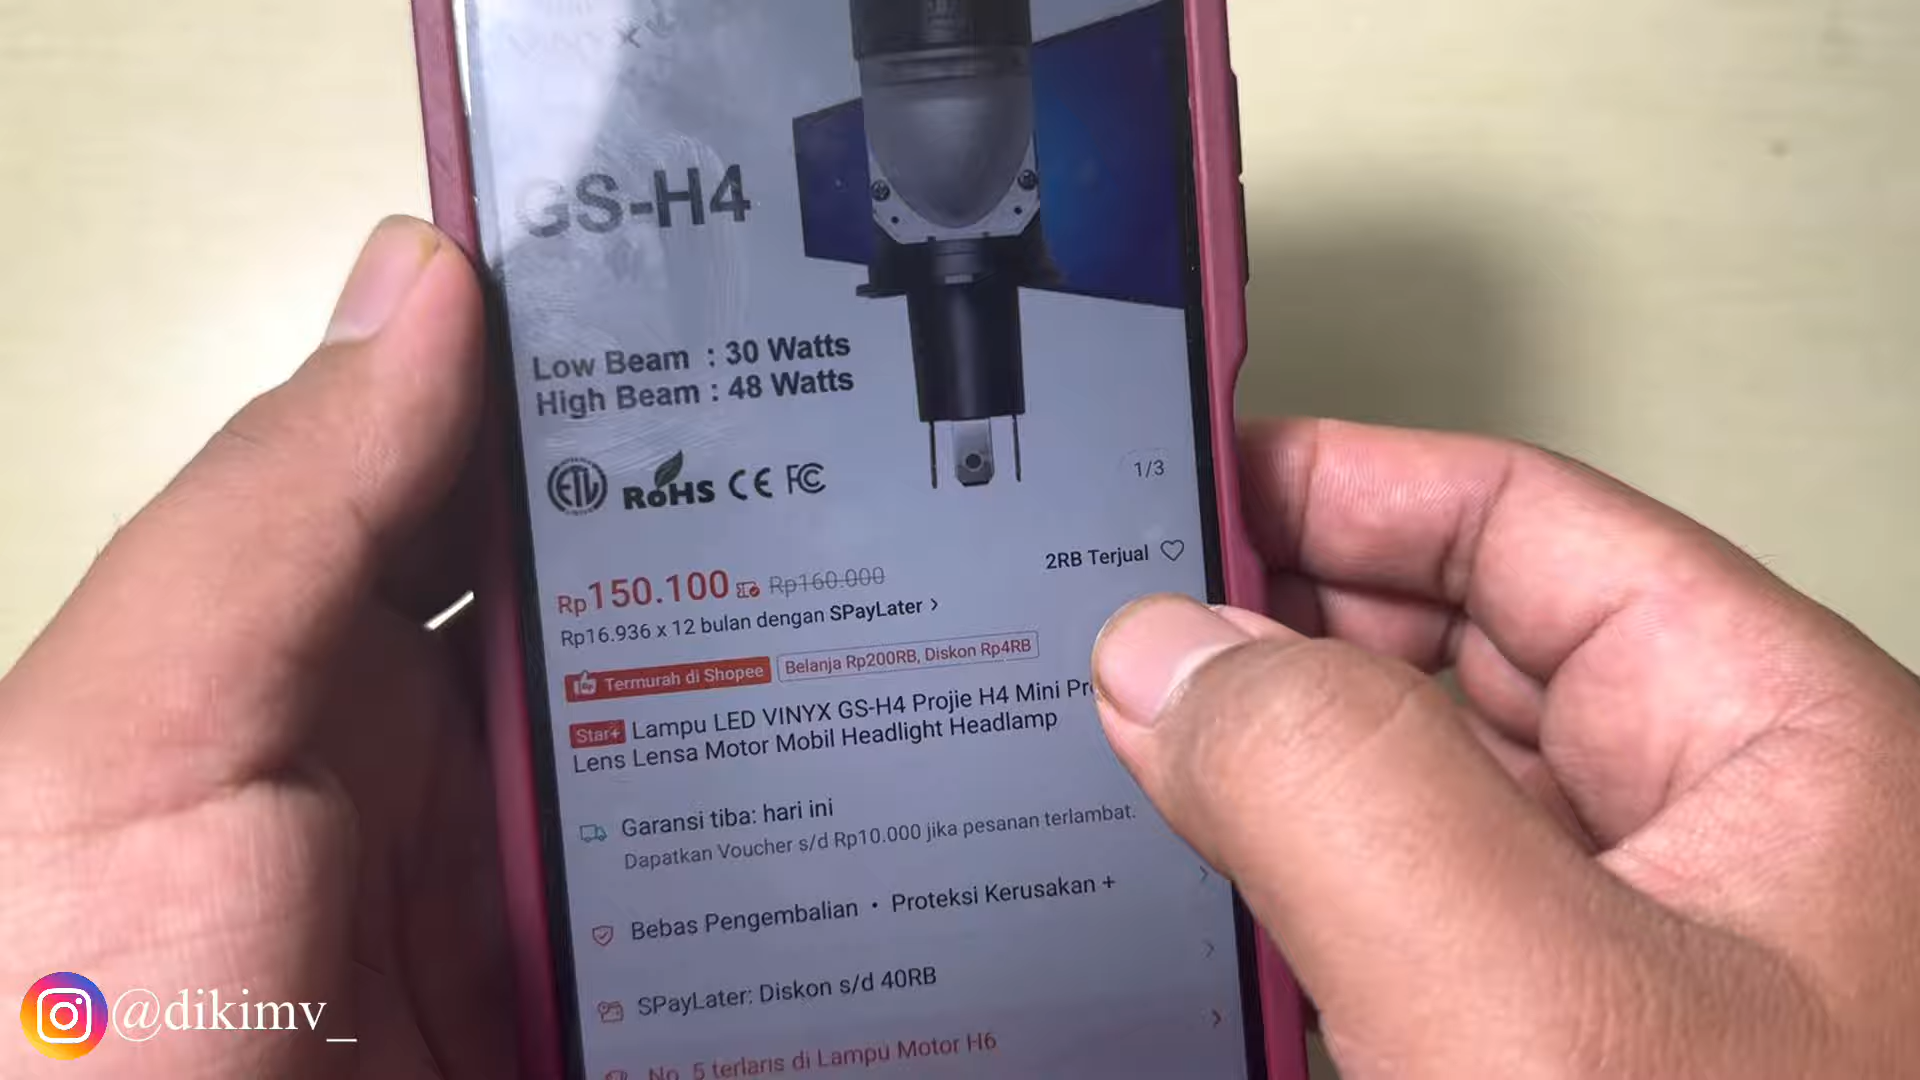 VINYX
GS-H4
Low Beam : 30 Watts
High Beam : 48 Watts
ETL RoHS CE FC
1/3
Rp150.100 Rp160.000
2RB Terjual
Rp16.936 x 12 bulan dengan SPayLater >
Termurah di Shopee Belanja Rp200RB, Diskon Rp4RB
Star+ Lampu LED VINYX GS-H4 Projie H4 Mini
Lens Lensa Motor Mobil Headlight Headlamp
Garansi tiba: hari ini
Dapatkan Voucher s/d Rp10.000 jika pesanan terlambat.
Bebas Pengembalian • Proteksi Kerusakan +
SPayLater: Diskon s/d 40RB
No. 5 terlaris di Lampu Motor H6
@dikimv_